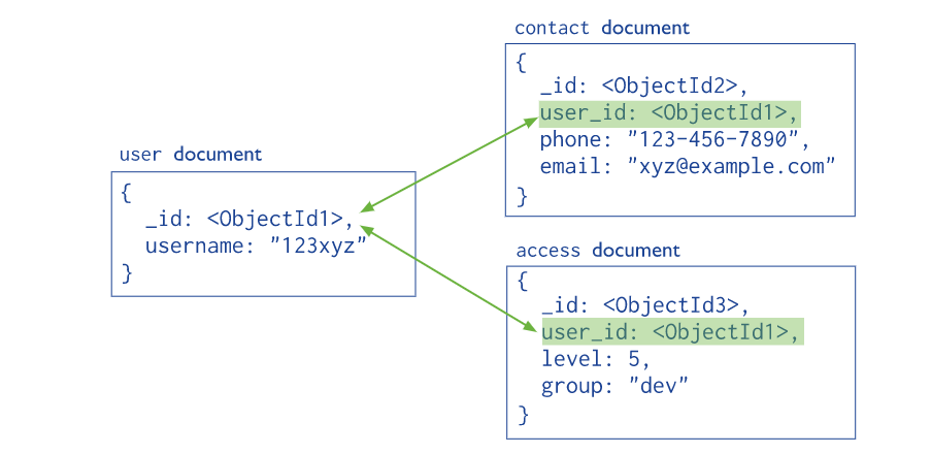 user document
{
_id: <ObjectId1>,
username: "123xyz"
}
contact document
{
_id: <ObjectId2>,
user_id: <ObjectId1>,
phone: "123-456-7890",
email: "xyz@example.com"
}
access document
{
_id: <ObjectId3>,
user_id: <ObjectId1>,
level: 5,
group: "dev"
}